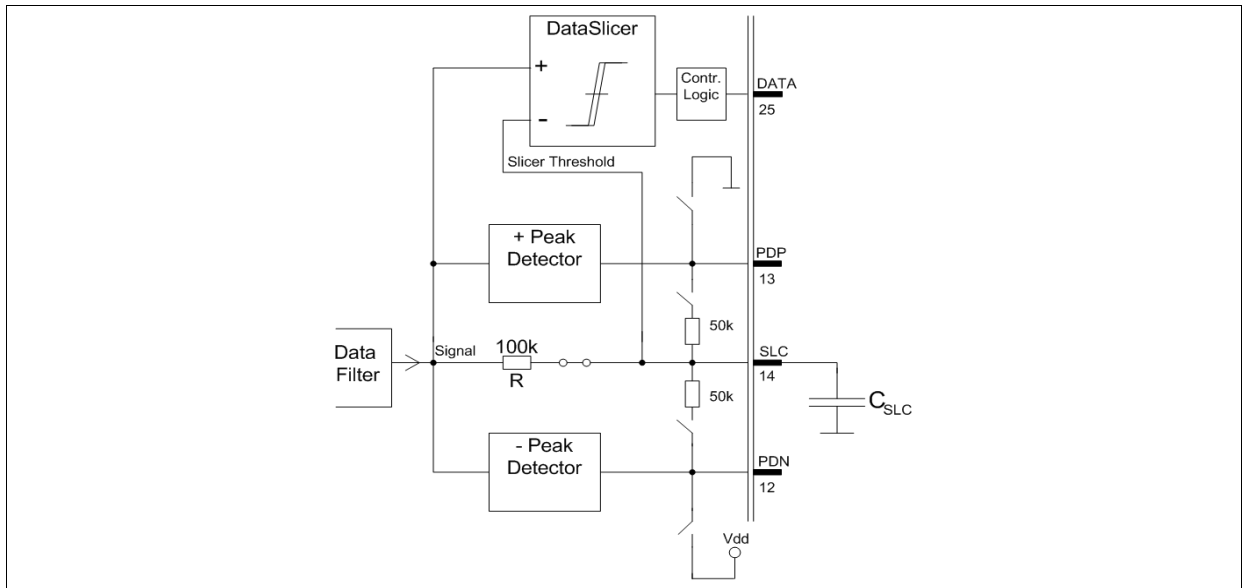 DataSlicer
+
-
Contr.
Logic
DATA
25
Slicer Threshold
+ Peak
Detector
PDP
13
50k
Data
Filter
Signal
100k
R
SLC
14
50k
CSLC
- Peak
Detector
PDN
12
Vdd